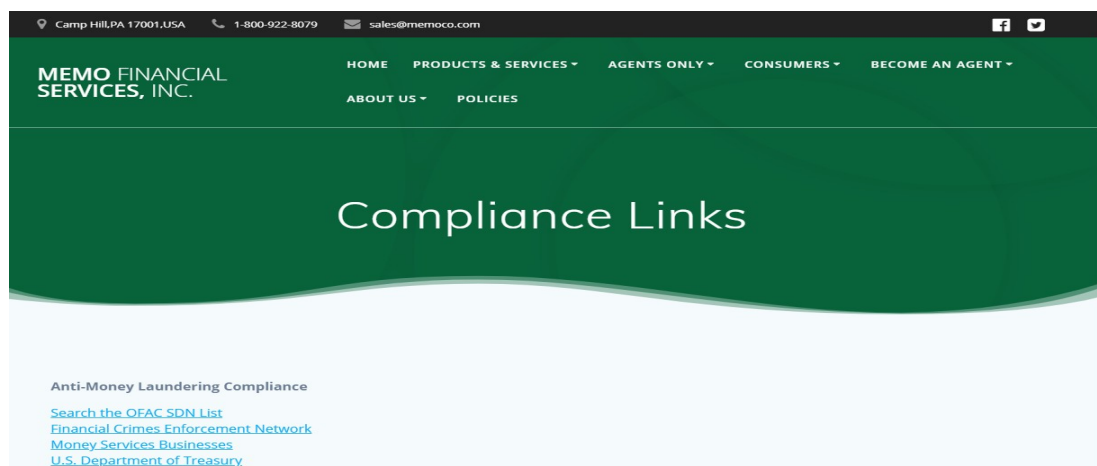 Camp Hill,PA 17001,USA 1-800-922-8079 sales@memoco.com
MEMO FINANCIAL
SERVICES, INC.
HOME PRODUCTS & SERVICES AGENTS ONLY CONSUMERS BECOME AN AGENT
ABOUT US POLICIES
Compliance Links
Anti-Money Laundering Compliance
Search the OFAC SDN List
Financial Crimes Enforcement Network
Money Services Businesses
U.S. Department of Treasury